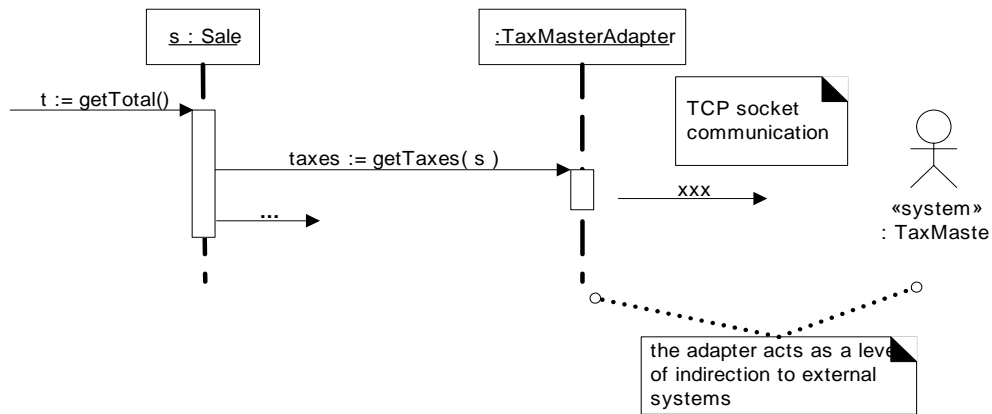 s : Sale
:TaxMasterAdapter
t := getTotal()
TCP socket
communication
taxes := getTaxes( s )
xxx
...
«system»
: TaxMaste
the adapter acts as a leve
of indirection to external
systems